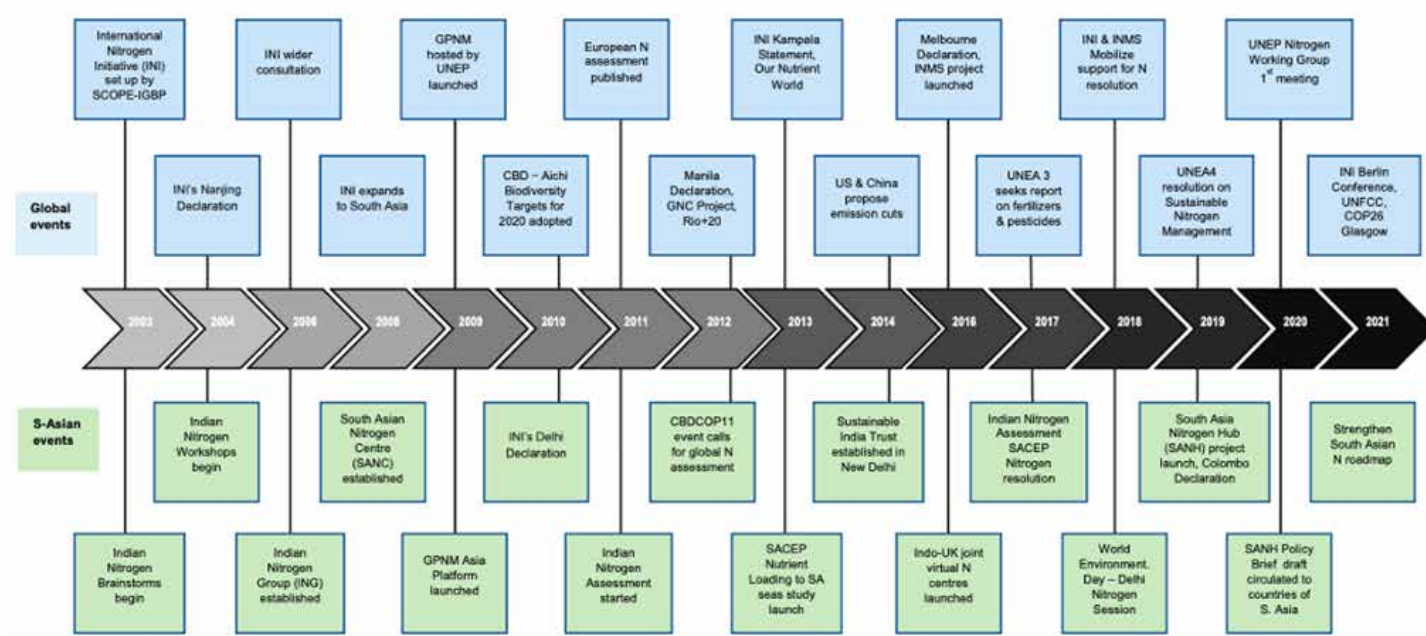 International
Nitrogen
Initiative (INI)
set up by
SCOPE-IGBP
INI wider
consultation
GPNM
hosted by
UNEP
launched
European N
assessment
published
INI Kampala
Statement,
Our Nutrient
World
Melbourne
Declaration,
INMS project
launched
INI & INMS
Mobilize
support for N
resolution
UNEP Nitrogen
Working Group
1st meeting
Global
events
INI's Nanjing
Declaration
INI expands
to South Asia
CBD – Aichi
Biodiversity
Targets for
2020 adopted
Manila
Declaration,
GNC Project,
Rio+20
US & China
propose
emission cuts
UNEA 3
seeks report
on fertilizers
& pesticides
UNEA4
resolution on
Sustainable
Nitrogen
Management
INI Berlin
Conference,
UNFCC,
COP26
Glasgow
2003
2004
2006
2008
2009
2010
2011
2012
2013
2014
2016
2017
2018
2019
2020
2021
S-Asian
events
Indian
Nitrogen
Workshops
begin
South Asian
Nitrogen
Centre
(SANC)
established
INI's Delhi
Declaration
CBDCOP11
event calls
for global N
assessment
Sustainable
India Trust
established in
New Delhi
Indian Nitrogen
Assessment
SACEP
Nitrogen
resolution
South Asia
Nitrogen Hub
(SANH) project
launch, Colombo
Declaration
Strengthen
South Asian
N roadmap
Indian
Nitrogen
Brainstorms
begin
Indian
Nitrogen
Group (ING)
established
GPNM Asia
Platform
launched
Indian
Nitrogen
Assessment
started
SACEP
Nutrient
Loading to SA
seas study
launch
Indo-UK joint
virtual N
centres
launched
World
Environment.
Day – Delhi
Nitrogen
Session
SANH Policy
Brief draft
circulated to
countries of
S. Asia